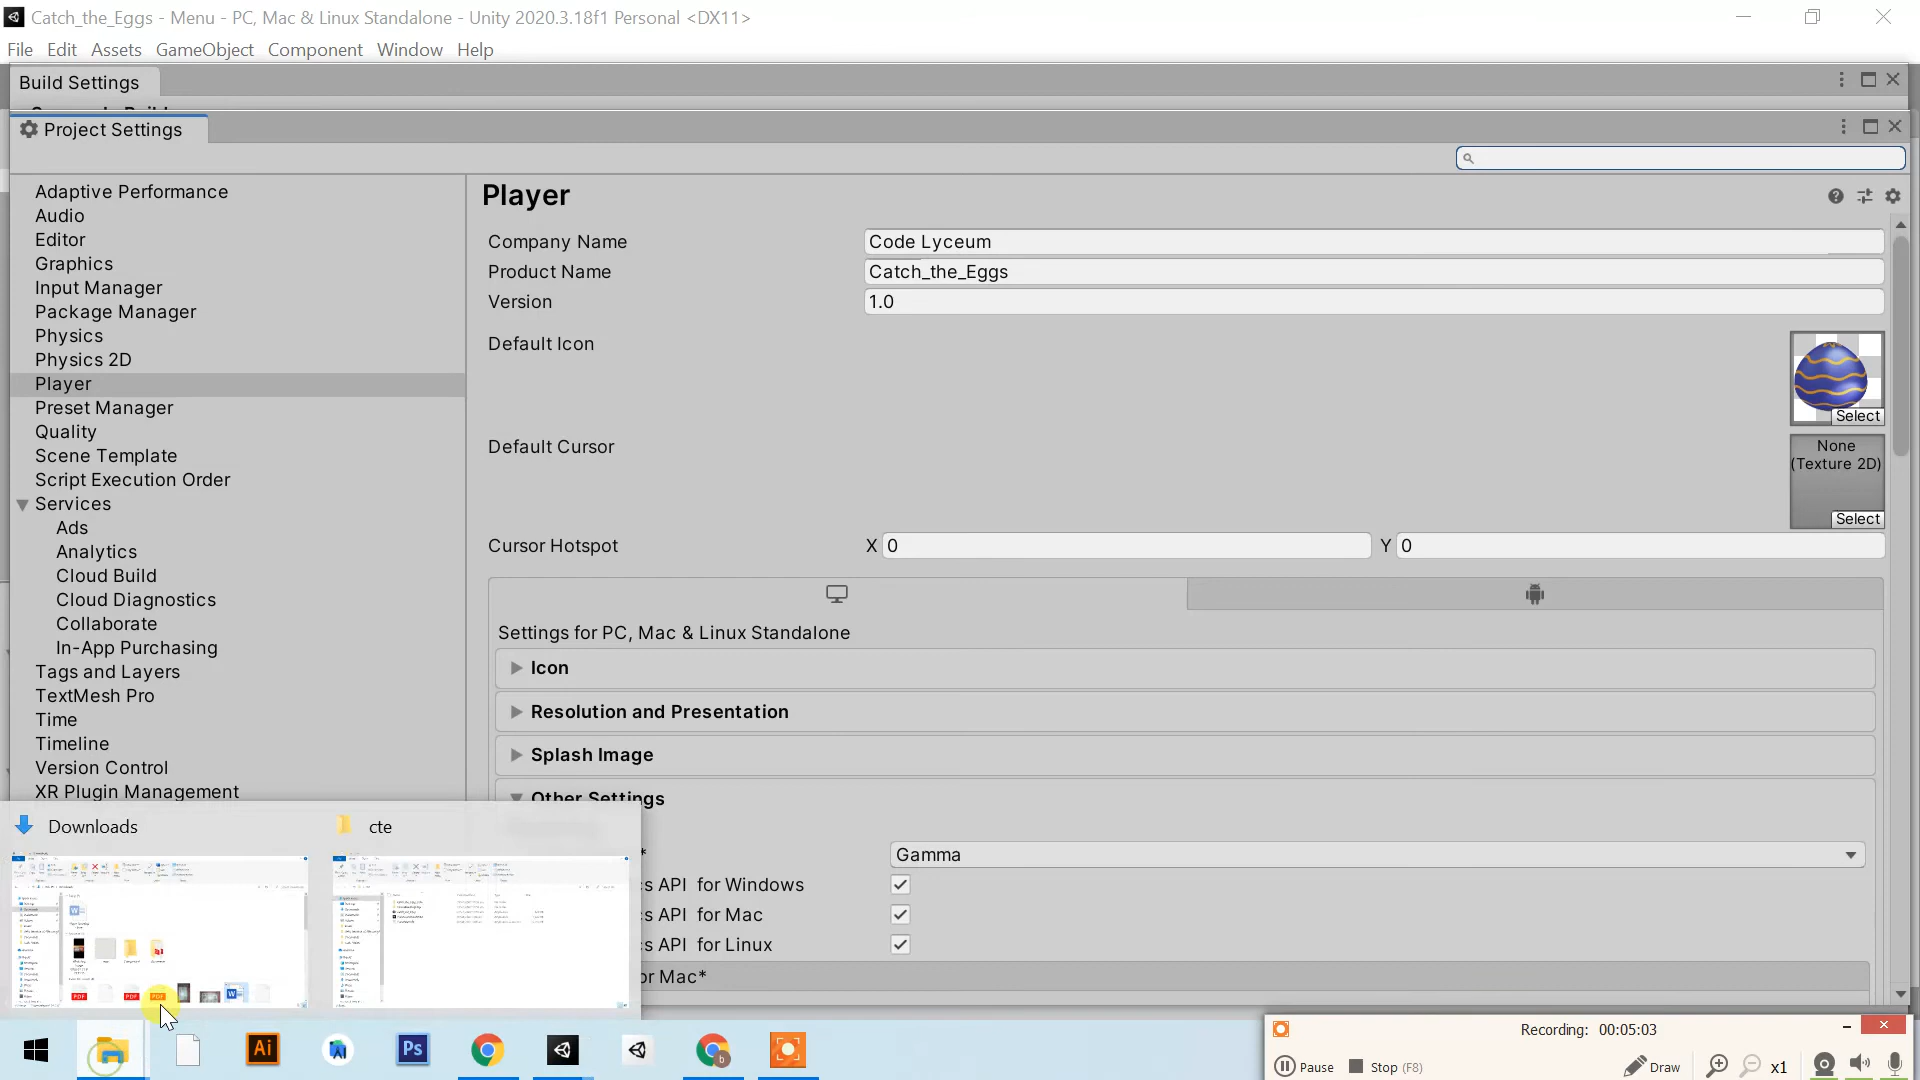 Catch_the_Eggs - Menu - PC, Mac & Linux Standalone - Unity 2020.3.18f1 Personal <DX11>
File Edit Assets GameObject Component Window Help
Build Settings
Project Settings
Adaptive Performance
Audio
Editor
Graphics
Input Manager
Package Manager
Physics
Physics 2D
Player
Preset Manager
Quality
Scene Template
Script Execution Order
Services
Ads
Analytics
Cloud Build
Cloud Diagnostics
Collaborate
In-App Purchasing
Tags and Layers
TextMesh Pro
Time
Timeline
Version Control
XR Plugin Management
Player
Company Name Code Lyceum
Product Name Catch_the_Eggs
Version 1.0
Default Icon
Select
Default Cursor
None
(Texture 2D)
Select
Cursor Hotspot X 0 Y 0
Settings for PC, Mac & Linux Standalone
Icon
Resolution and Presentation
Splash Image
Other Settings
* Gamma
s API for Windows
s API for Mac
s API for Linux
or Mac*
Downloads cte
PDF PDF PDF
Ai Ps b
Recording: 00:05:03
Pause Stop (F8) Draw x1